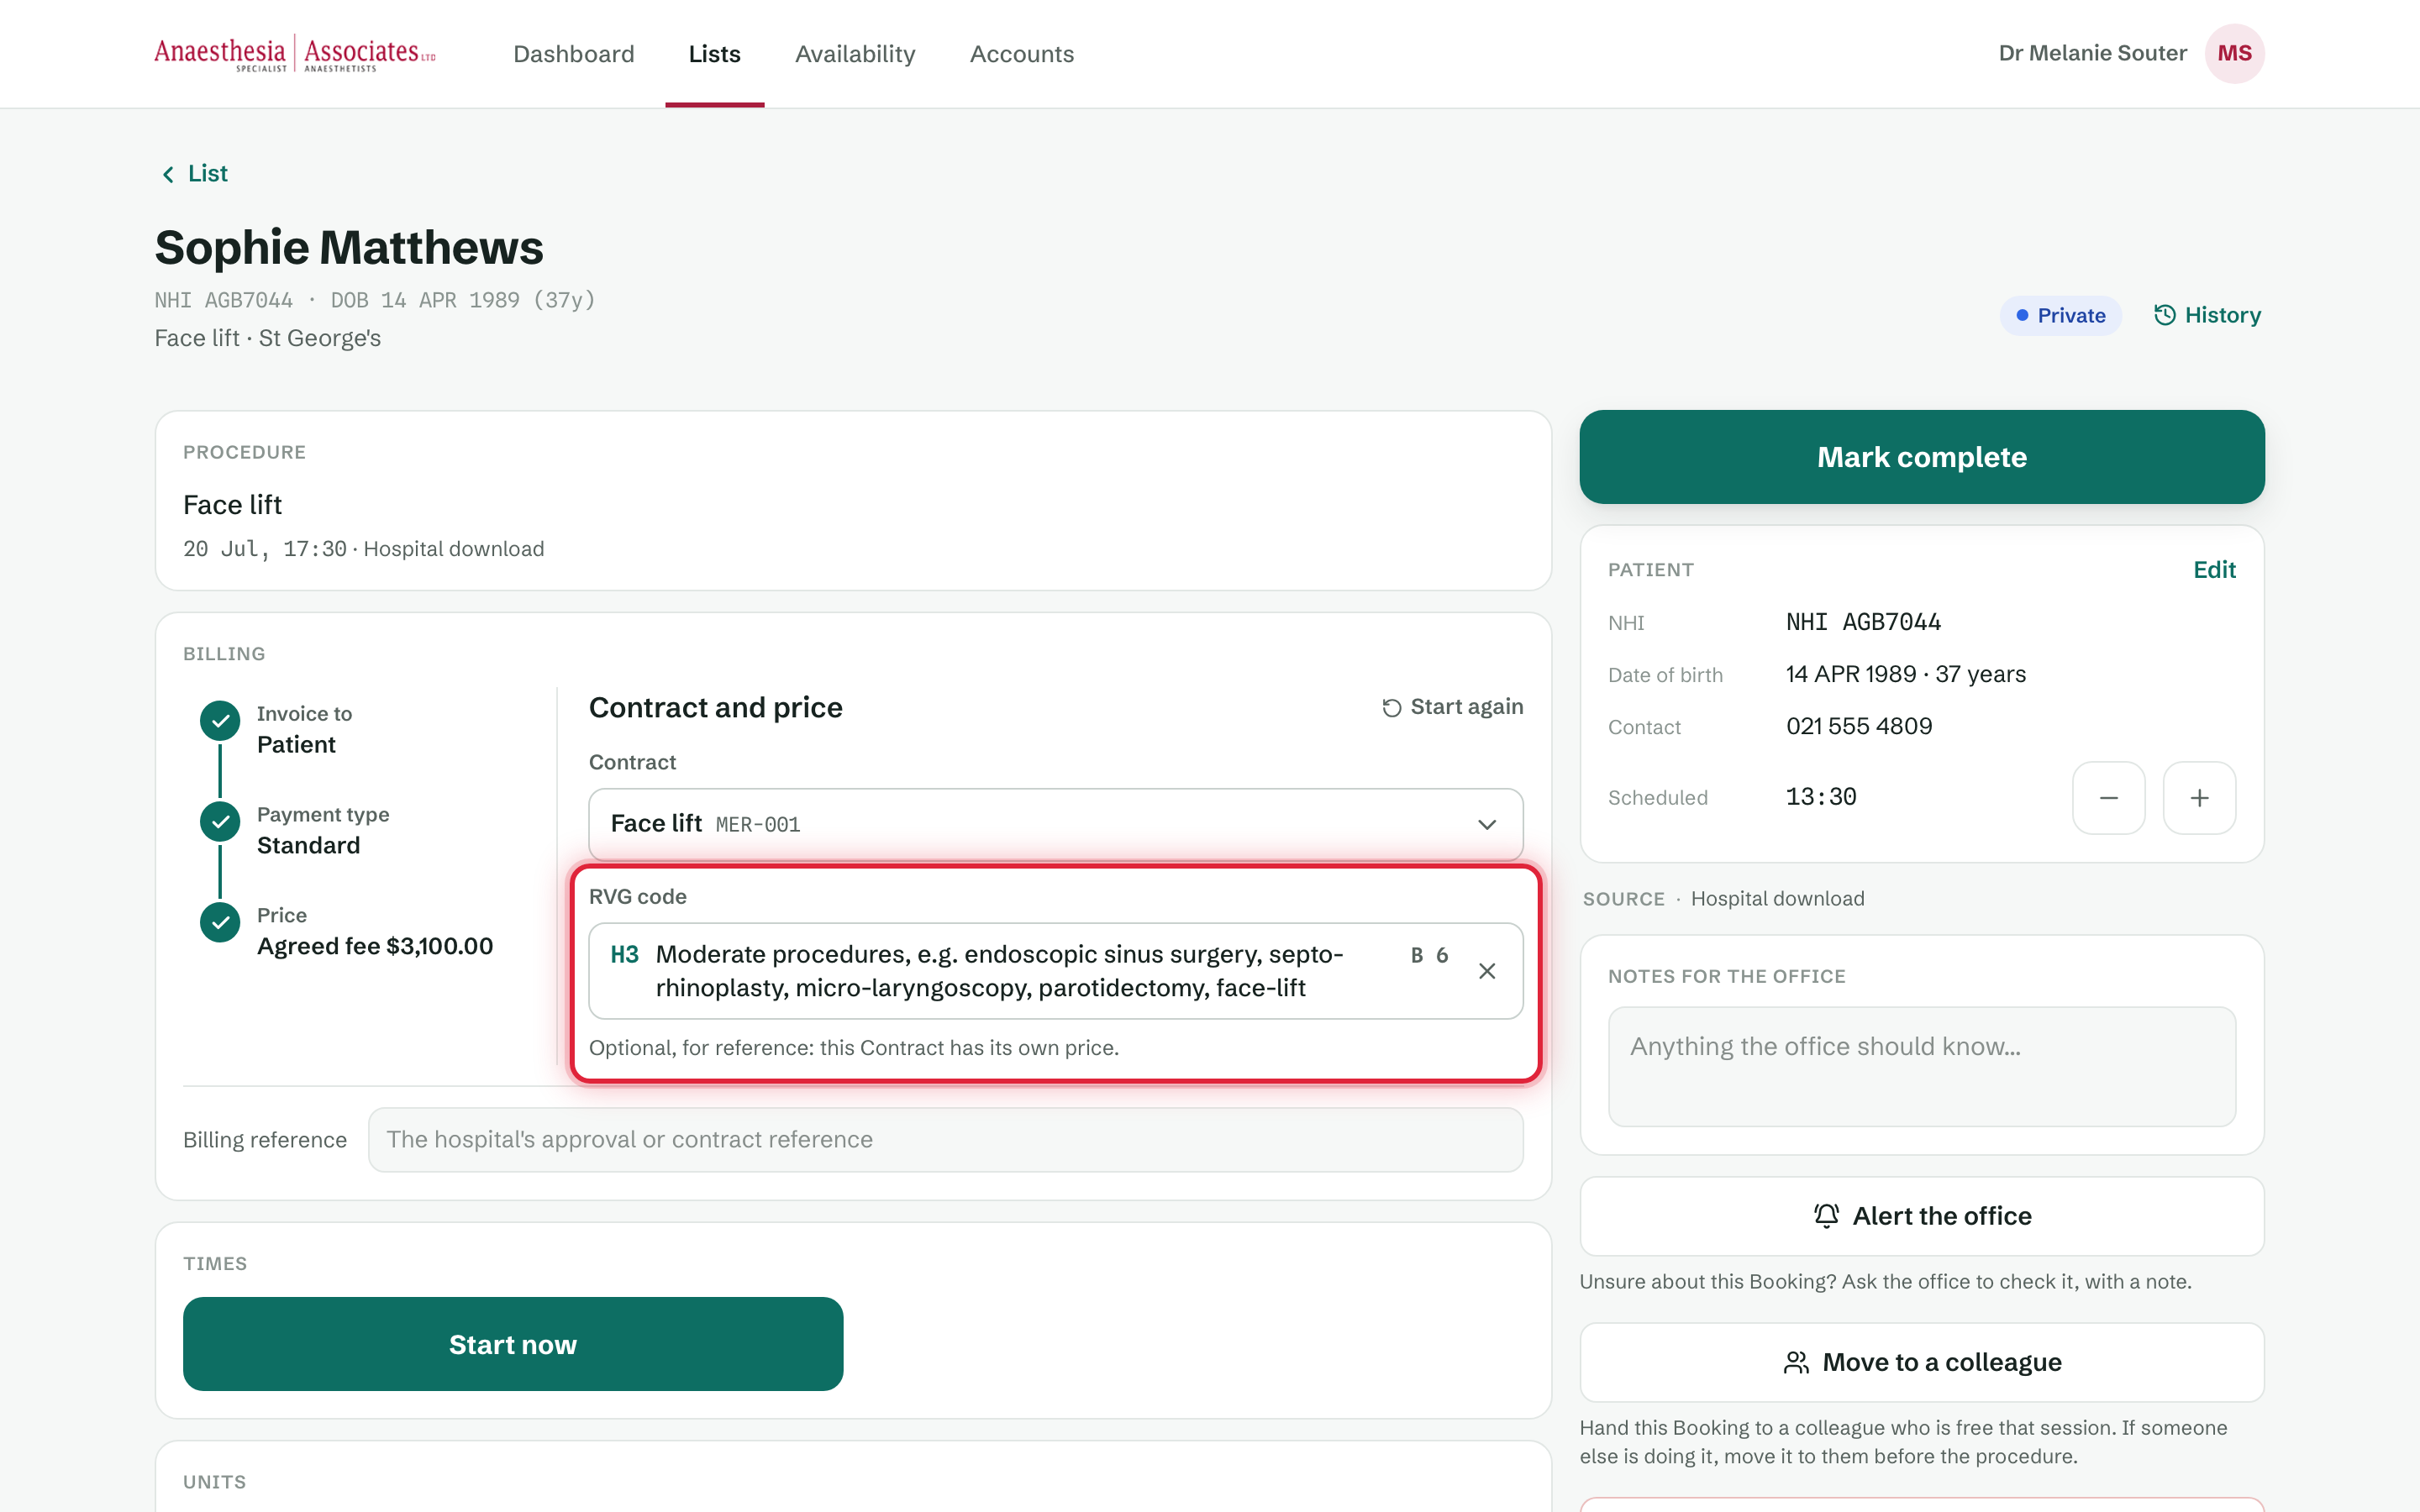 Anaesthesia | Associates LTD
SPECIALIST ANAESTHETISTS
Dashboard
Lists
Availability
Accounts
Dr Melanie Souter
MS
List
Sophie Matthews
NHI AGB7044 · DOB 14 APR 1989 (37y)
Face lift · St George's
Private
History
PROCEDURE
Face lift
20 Jul, 17:30 · Hospital download
BILLING
Invoice to
Patient
Payment type
Standard
Price
Agreed fee $3,100.00
Contract and price
Start again
Contract
Face lift MER-001
RVG code
H3 Moderate procedures, e.g. endoscopic sinus surgery, septo- B 6
rhinoplasty, micro-laryngoscopy, parotidectomy, face-lift
Optional, for reference: this Contract has its own price.
Billing reference
The hospital's approval or contract reference
TIMES
Start now
UNITS
Mark complete
PATIENT
Edit
NHI NHI AGB7044
Date of birth 14 APR 1989 · 37 years
Contact 021 555 4809
Scheduled 13:30
SOURCE · Hospital download
NOTES FOR THE OFFICE
Anything the office should know...
Alert the office
Unsure about this Booking? Ask the office to check it, with a note.
Move to a colleague
Hand this Booking to a colleague who is free that session. If someone
else is doing it, move it to them before the procedure.